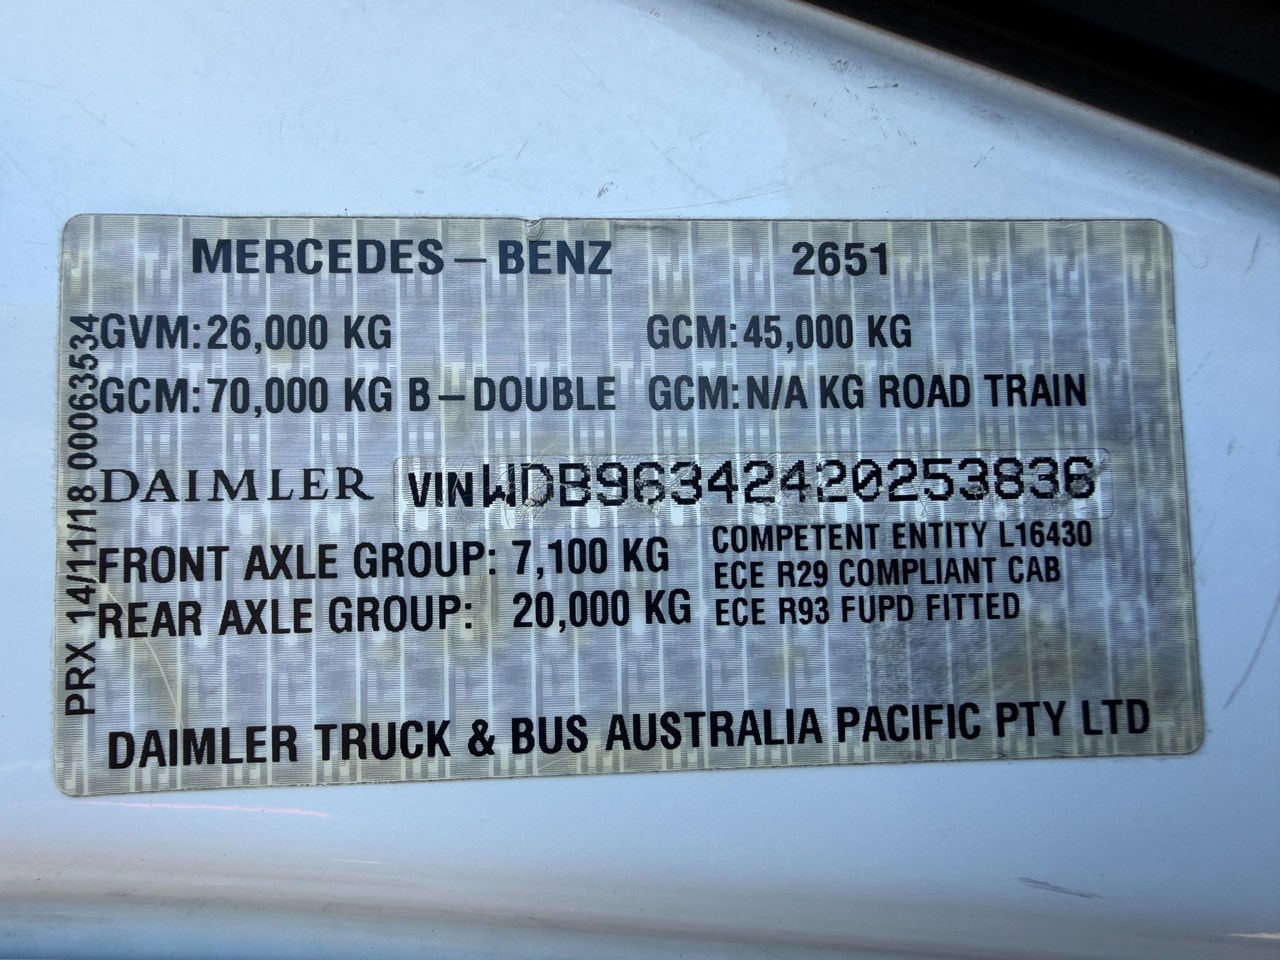 MERCEDES-BENZ 2651
GVM: 26,000 KG GCM: 45,000 KG
GCM: 70,000 KG B-DOUBLE GCM: N/A KG ROAD TRAIN
DAIMLER VIN WDB96342420253836
FRONT AXLE GROUP: 7,100 KG
REAR AXLE GROUP: 20,000 KG
COMPETENT ENTITY L16430
ECE R29 COMPLIANT CAB
ECE R93 FUPD FITTED
DAIMLER TRUCK & BUS AUSTRALIA PACIFIC PTY LTD
PRX 14/11/18 00063534